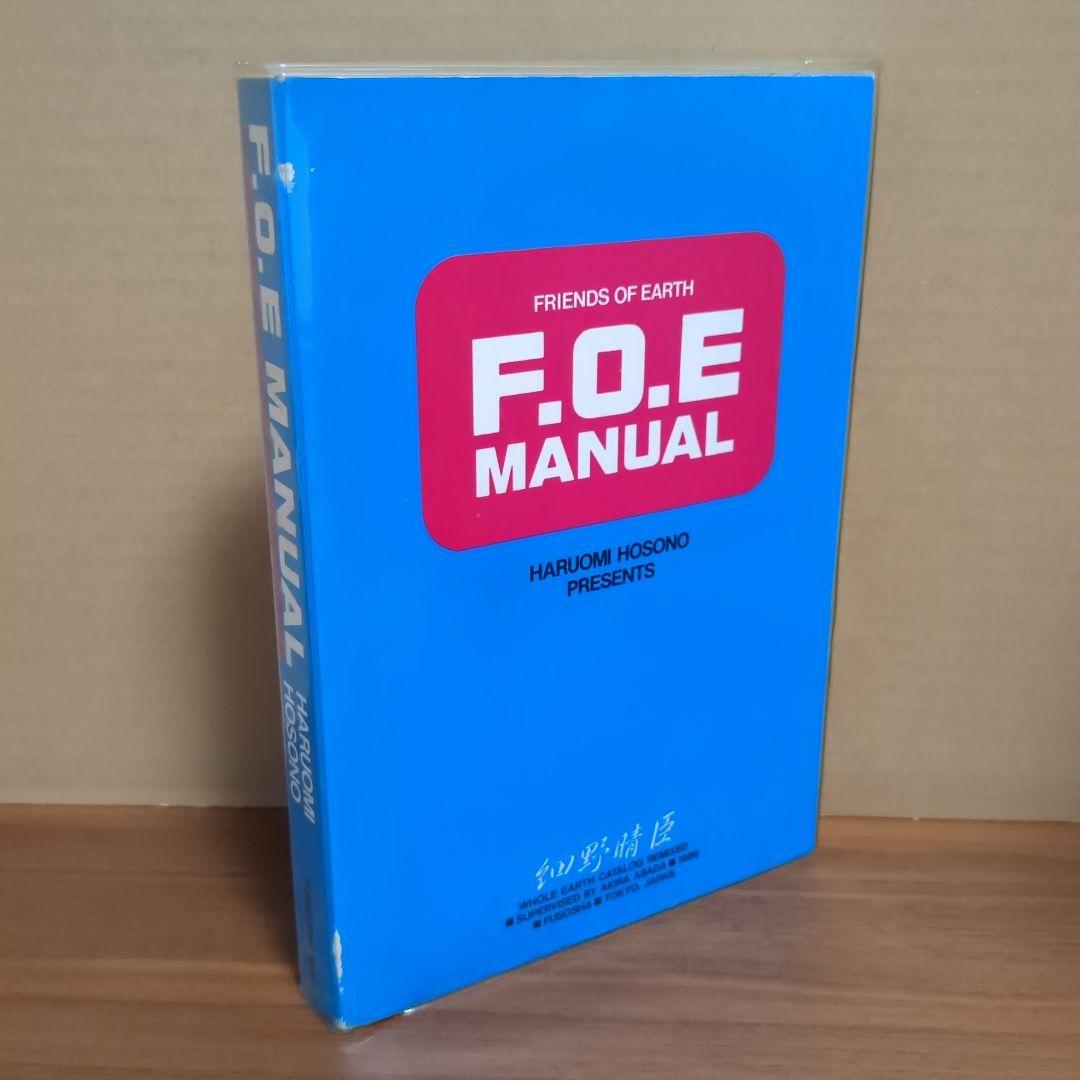 F.O.E MANUAL HARUOMI
HOSONO
FRIENDS OF EARTH
F.O.E
MANUAL
HARUOMI HOSONO
PRESENTS
細野晴臣
WHOLE EARTH CATALOG REMIXED
■ SUPERVISED BY AKIRA ASADA ■ 1986
■ FUSOSHA ■ TOKYO, JAPAN